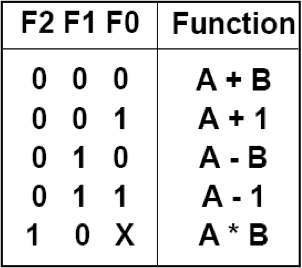 F2 F1 F0 Function
0 0 0 A + B
0 0 1 A + 1
0 1 0 A - B
0 1 1 A - 1
1 0 X A * B